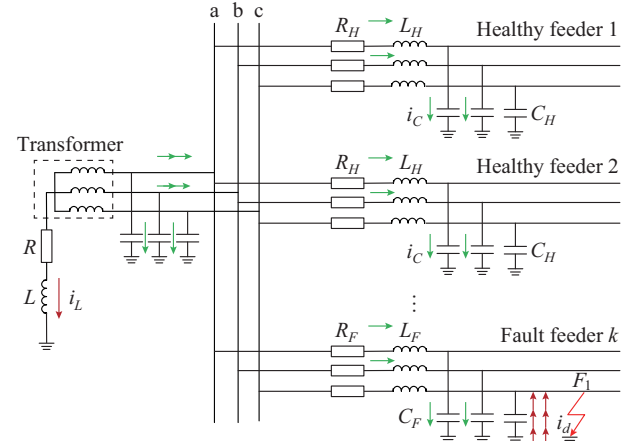 a b c
R_H L_H Healthy feeder 1
i_C C_H
Transformer
R_H L_H Healthy feeder 2
R
i_C C_H
L i_L
⋮
R_F L_F Fault feeder k
F_1
C_F i_d